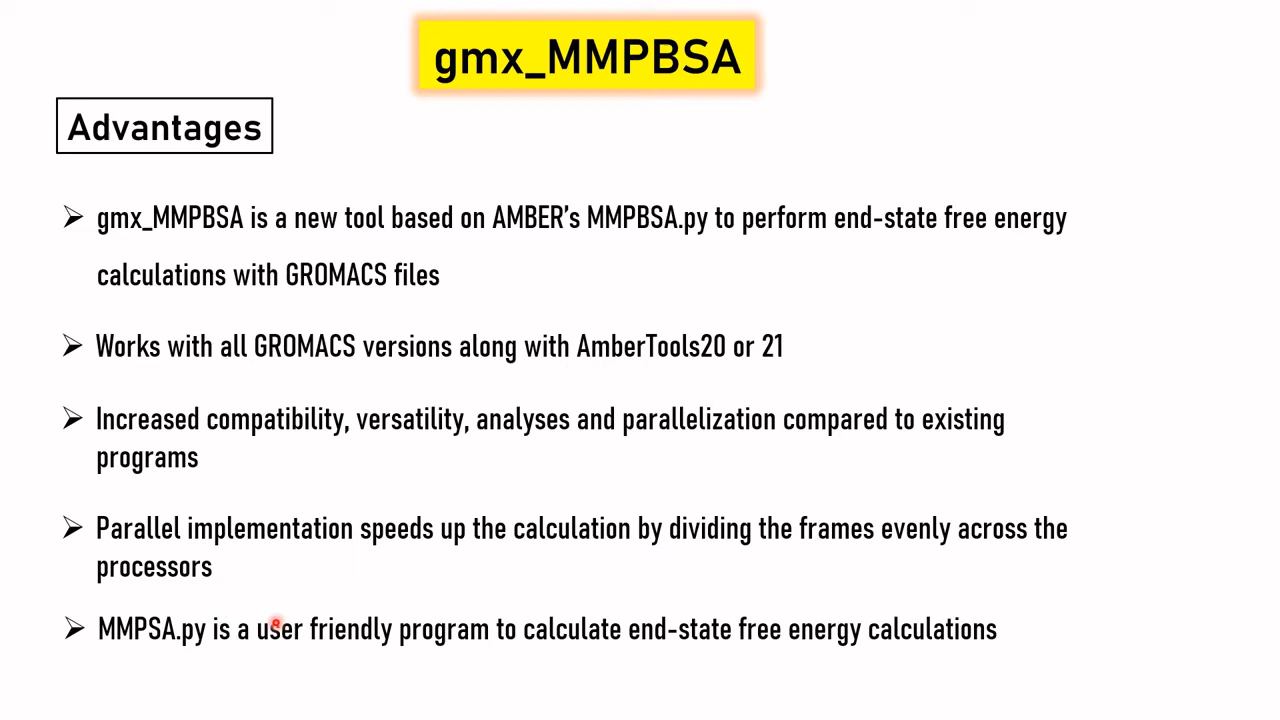 gmx_MMPBSA
Advantages
➢ gmx_MMPBSA is a new tool based on AMBER’s MMPBSA.py to perform end-state free energy
calculations with GROMACS files
➢ Works with all GROMACS versions along with AmberTools20 or 21
➢ Increased compatibility, versatility, analyses and parallelization compared to existing
programs
➢ Parallel implementation speeds up the calculation by dividing the frames evenly across the
processors
➢ MMPSA.py is a user friendly program to calculate end-state free energy calculations